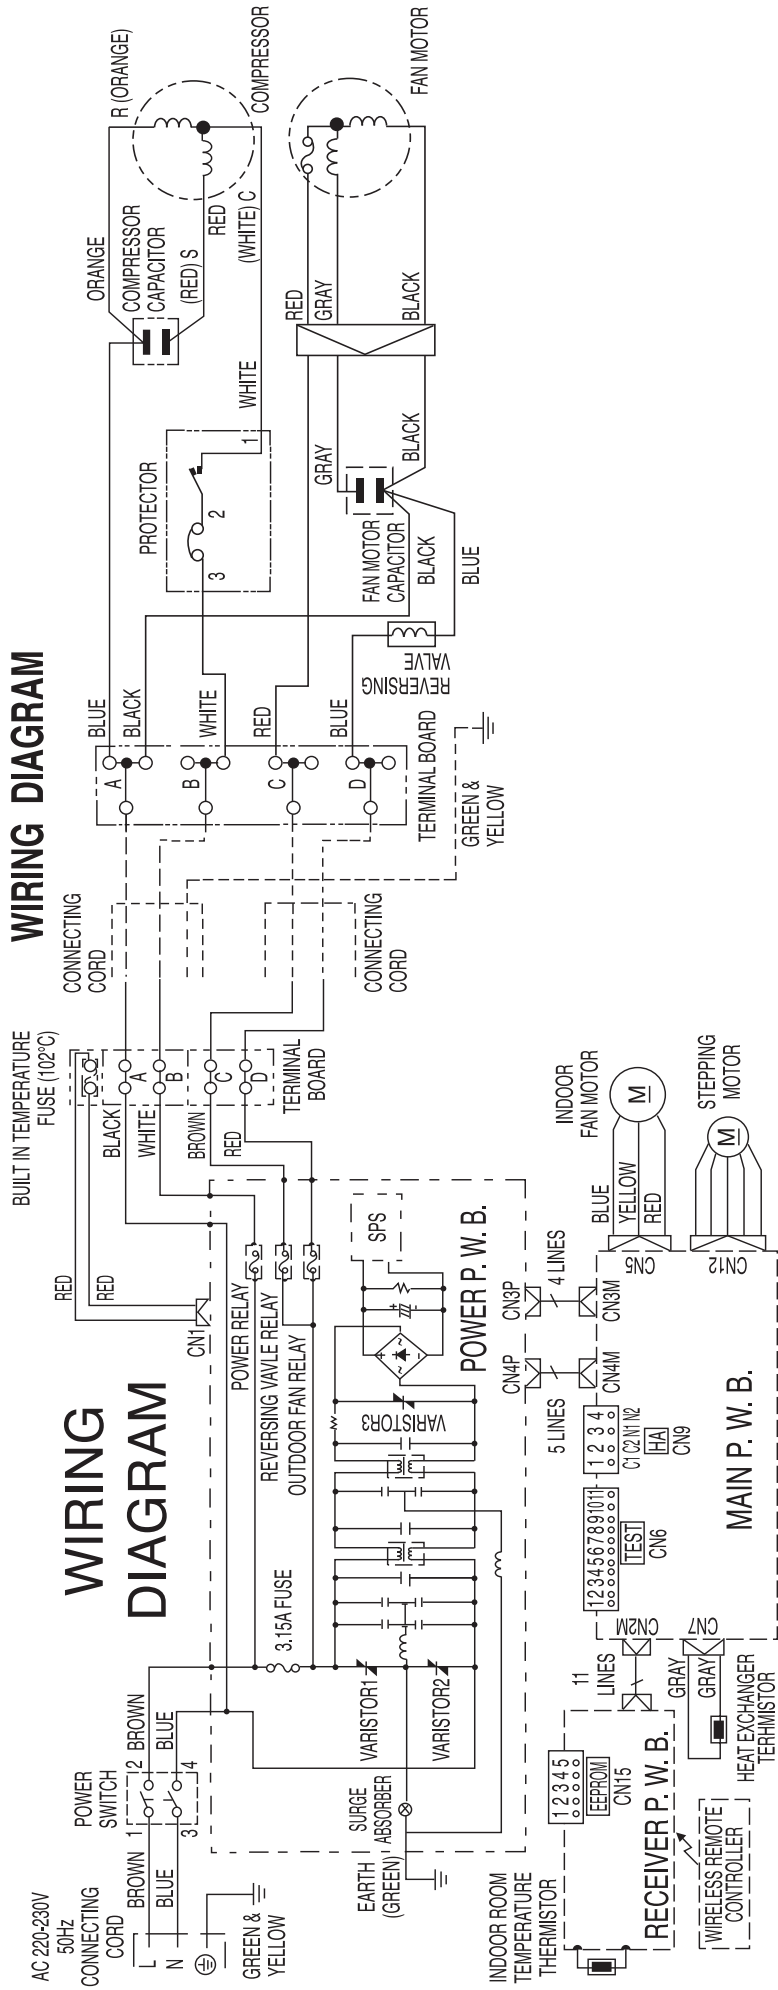 WIRING DIAGRAM
WIRING
DIAGRAM
AC 220-230V
50Hz
CONNECTING
CORD
L
N
BROWN
BLUE
GREEN &
YELLOW
POWER
SWITCH
1
2
3
4
BROWN
BLUE
EARTH
(GREEN)
SURGE
ABSORBER
VARISTOR1
VARISTOR2
3.15A FUSE
VARISTOR3
POWER RELAY
REVERSING VAVLE RELAY
OUTDOOR FAN RELAY
SPS
POWER P. W. B.
CN1
RED
RED
BUILT IN TEMPERATURE
FUSE (102°C)
BLACK
WHITE
BROWN
RED
A
B
C
D
TERMINAL
BOARD
CONNECTING
CORD
CONNECTING
CORD
GREEN &
YELLOW
TERMINAL BOARD
A
B
C
D
BLUE
BLACK
WHITE
RED
BLUE
REVERSING
VALVE
PROTECTOR
3
2
1
WHITE
FAN MOTOR
CAPACITOR
BLACK
BLUE
GRAY
BLACK
RED
GRAY
BLACK
ORANGE
COMPRESSOR
CAPACITOR
(RED) S
RED
(WHITE) C
R (ORANGE)
COMPRESSOR
FAN MOTOR
INDOOR ROOM
TEMPERATURE
THERMISTOR
RECEIVER P. W. B.
1 2 3 4 5
EEPROM
CN15
WIRELESS REMOTE
CONTROLLER
11
LINES
CN2M
GRAY
GRAY
CN7
HEAT EXCHANGER
TERHMISTOR
1 2 3 4 5 6 7 8 9 10 11
TEST
CN6
1 2 3 4
C1 C2 N1 N2
HA
CN9
MAIN P. W. B.
5 LINES
CN4P
CN4M
4 LINES
CN3P
CN3M
CN5
BLUE
YELLOW
RED
INDOOR
FAN MOTOR
M
CN12
STEPPING
MOTOR
M